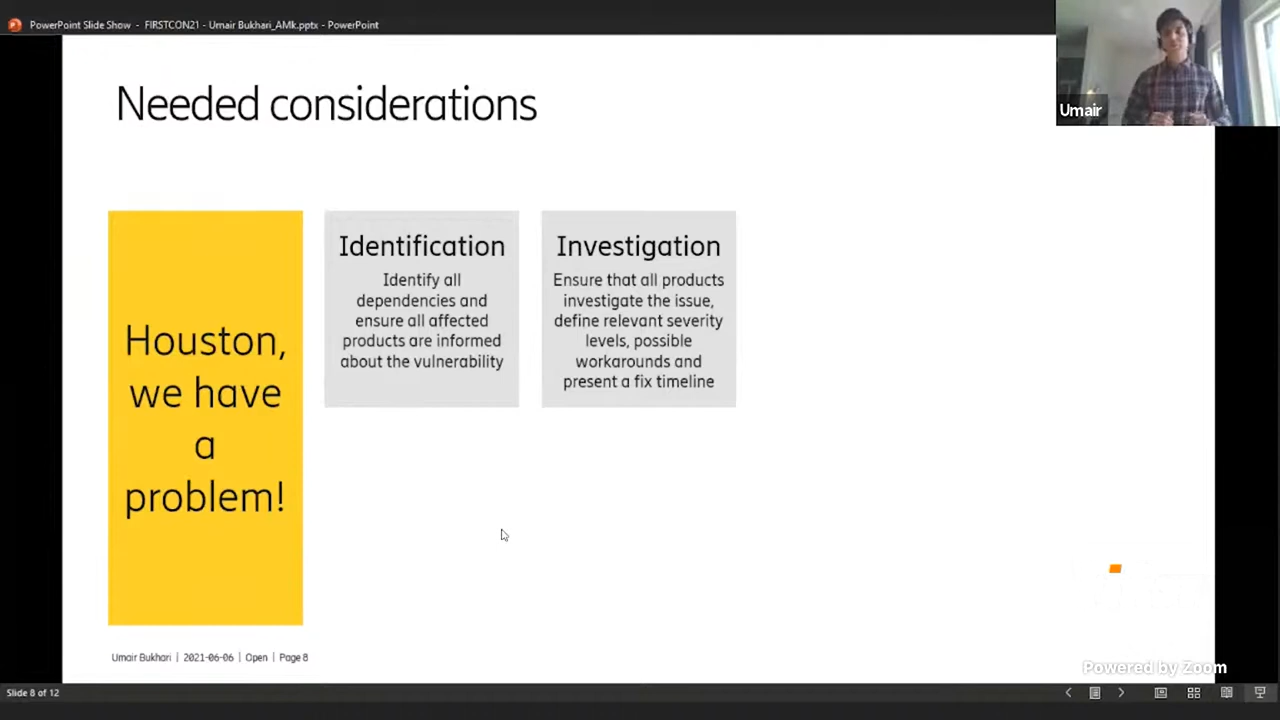 PowerPoint Slide Show - FIRSTCON21 - Umair Bukhari_AMk.pptx - PowerPoint
Umair
Needed considerations
Houston,
we have
a
problem!
Identification
Identify all
dependencies and
ensure all affected
products are informed
about the vulnerability
Investigation
Ensure that all products
investigate the issue,
define relevant severity
levels, possible
workarounds and
present a fix timeline
Umair Bukhari | 2021-06-06 | Open | Page 8
Powered by Zoom
Slide 8 of 12